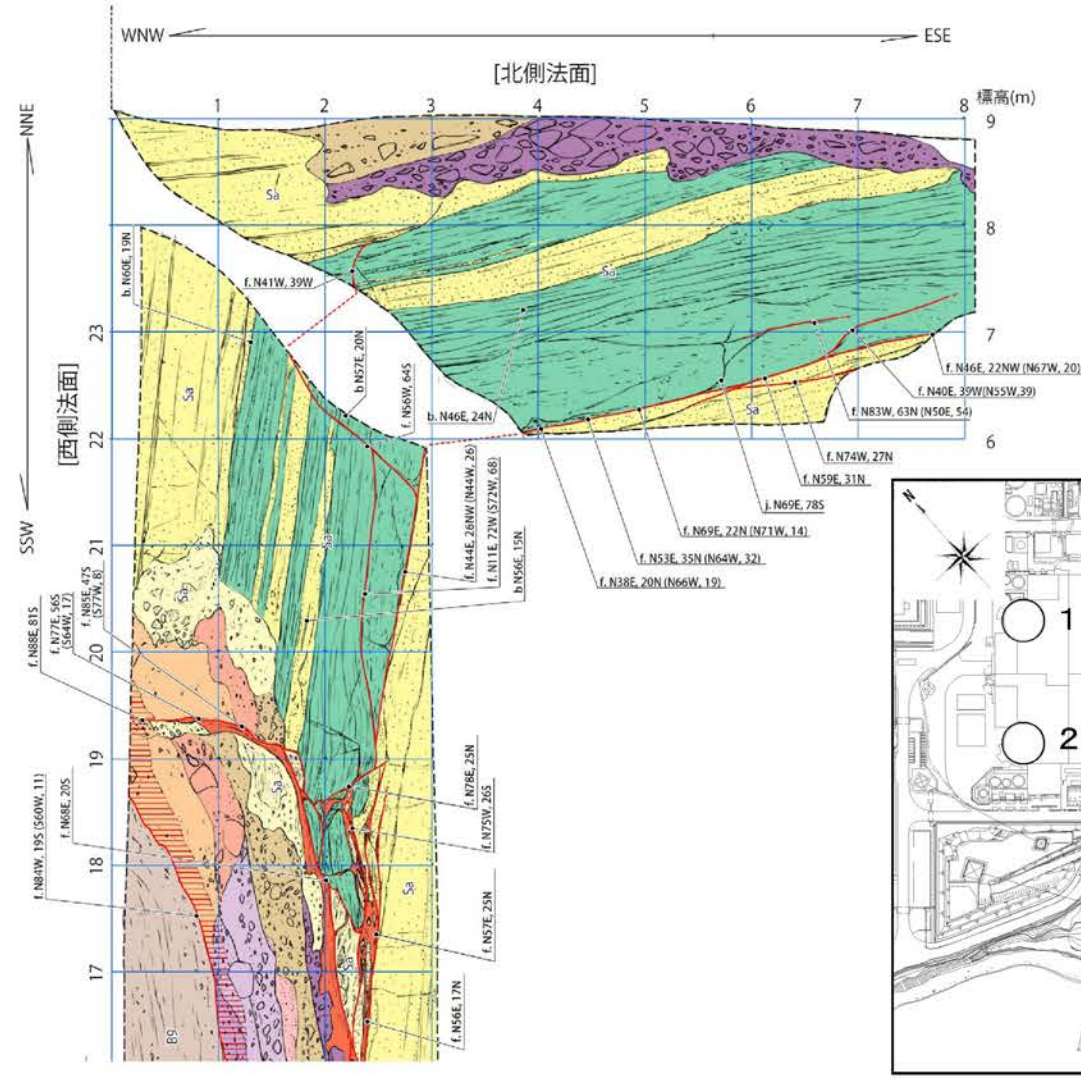 WNW
ESE
[北側法面]
1
2
3
4
5
6
7
8
標高(m)
9
8
7
6
NNE
SSW
[西側法面]
23
22
21
20
19
18
17
Sa
Sa
Sa
Sa
Sa
Sa
Sa
Sa
Sa
b. N60E, 19N
f. N41W, 39W
b N57E, 20N
f. N56W, 64S
b. N46E, 24N
f. N46E, 22NW (N67W, 20)
f. N40E, 39W(N55W,39)
f. N83W, 63N (N50E, 54)
f. N74W, 27N
f. N59E, 31N
j. N69E, 78S
f. N69E, 22N (N71W, 14)
f. N53E, 35N (N64W, 32)
f. N38E, 20N (N66W, 19)
f. N44E, 26NW (N44W, 26)
f. N11E, 72W (S72W, 68)
b N56E, 15N
f. N88E, 81S
f. N77E, 56S
(S64W, 17)
f. N85E, 47S
(S77W, 8)
f. N84W, 19S (S60W, 11)
f. N68E, 20S
f. N78E, 25N
f. N75W, 26S
f. N57E, 25N
f. N56E, 17N
N
1
2